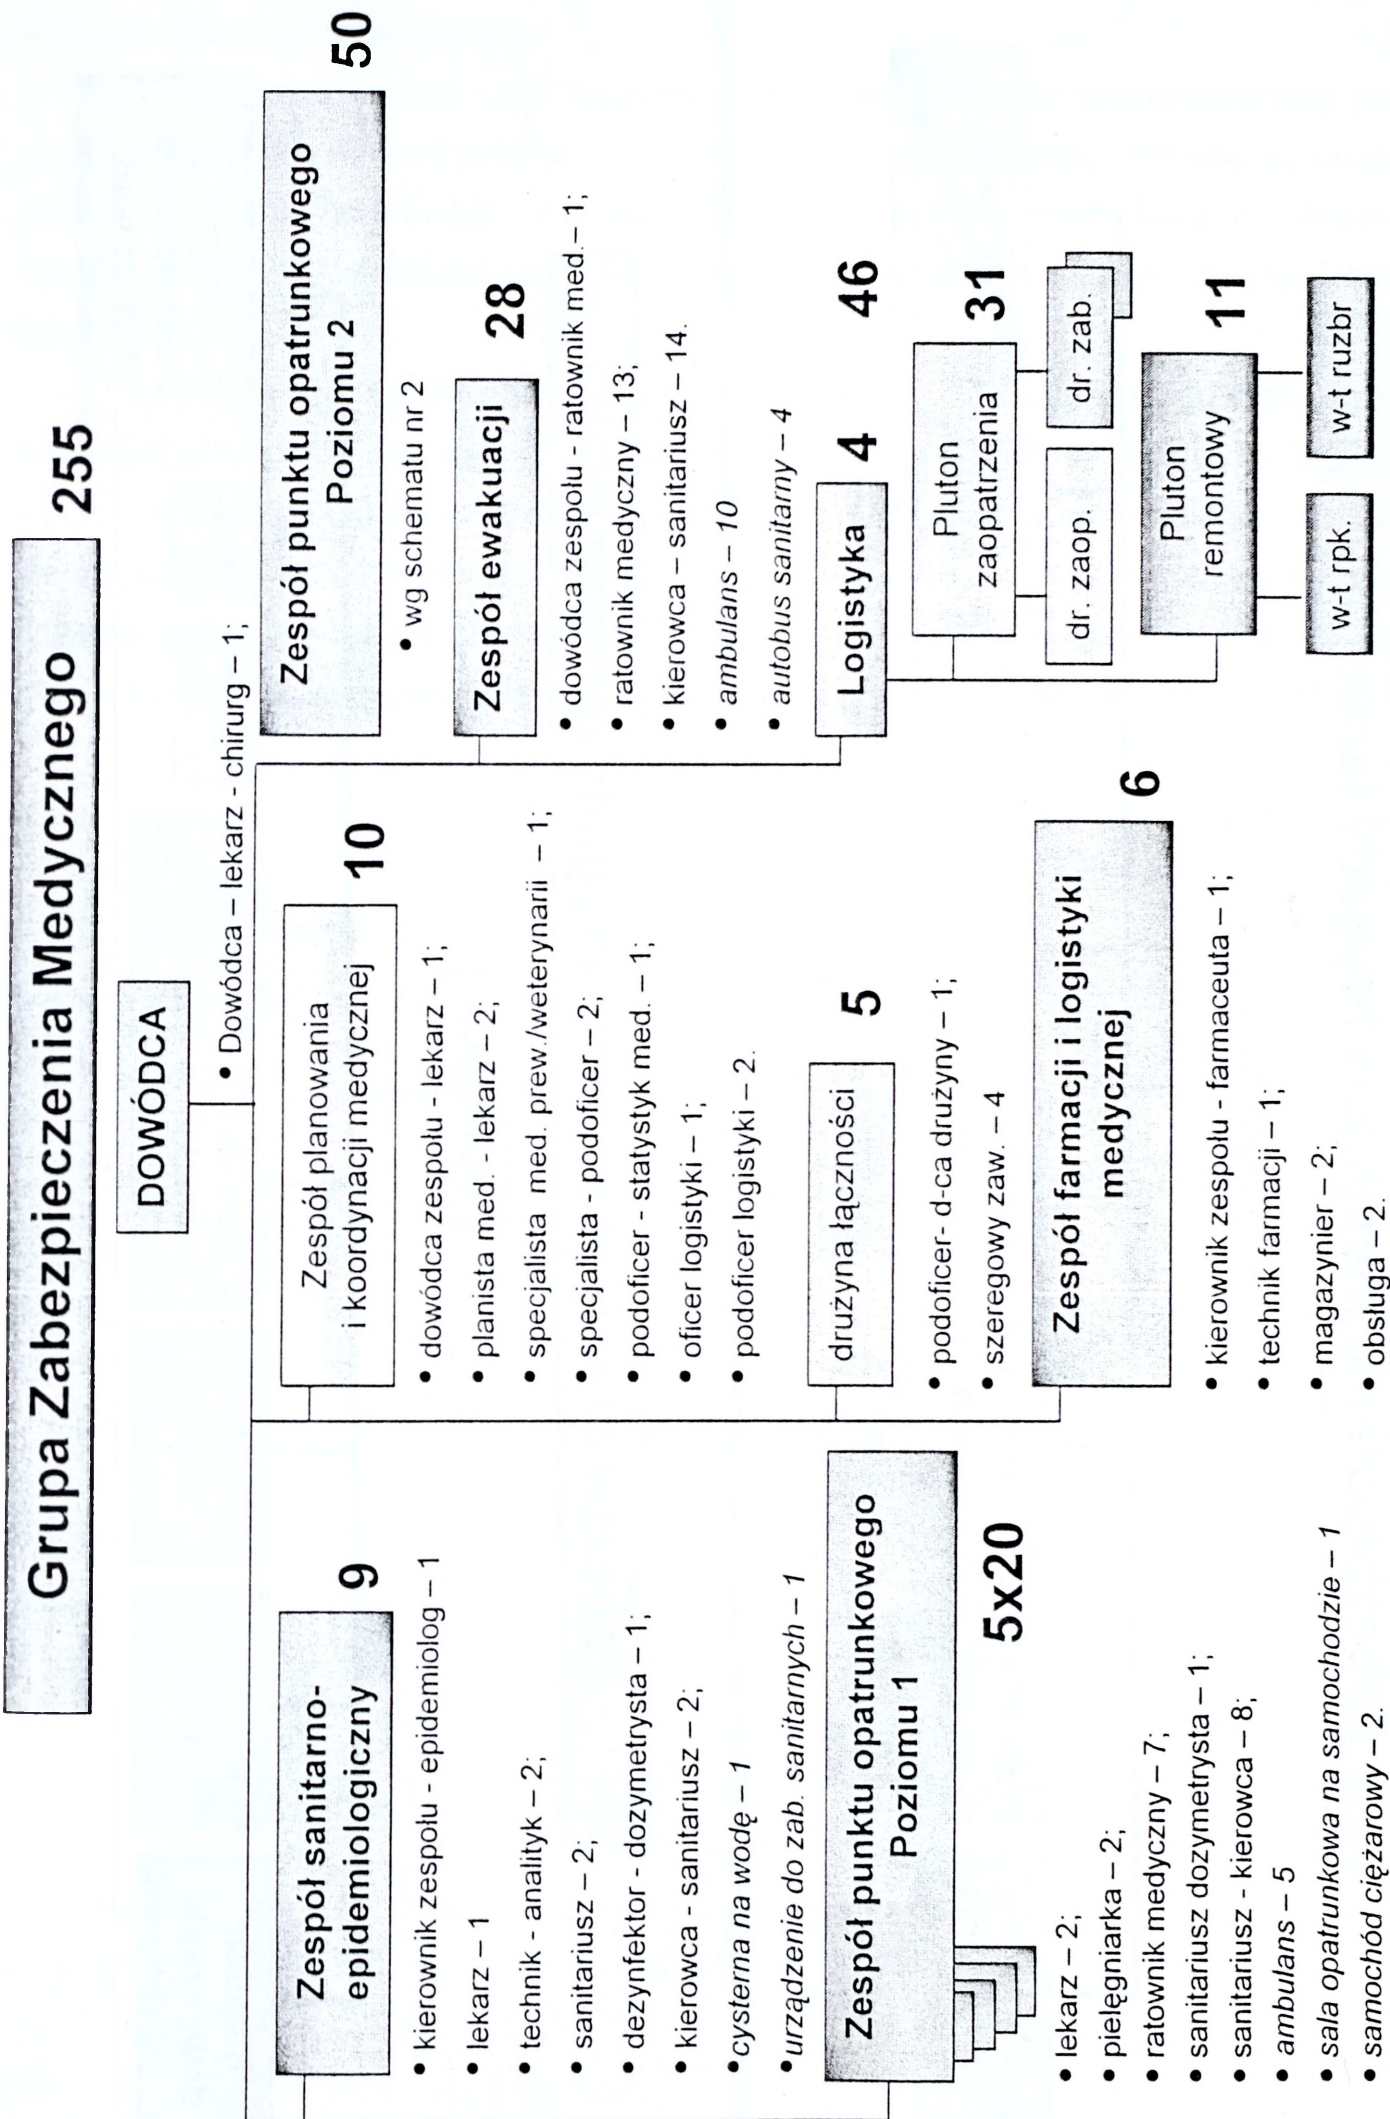 Grupa Zabezpieczenia Medycznego 255
DOWÓDCA
• Dowódca – lekarz - chirurg – 1;
Zespół sanitarno-
epidemiologiczny
9
• kierownik zespołu - epidemiolog – 1
• lekarz – 1
• technik - analityk – 2;
• sanitariusz – 2;
• dezynfektor - dozymetrysta – 1;
• kierowca - sanitariusz – 2;
• cysterna na wodę – 1
• urządzenie do zab. sanitarnych – 1
Zespół punktu opatrunkowego
Poziomu 1
5x20
• lekarz – 2;
• pielęgniarka – 2;
• ratownik medyczny – 7;
• sanitariusz dozymetrysta – 1;
• sanitariusz - kierowca – 8;
• ambulans – 5
• sala opatrunkowa na samochodzie – 1
• samochód ciężarowy – 2.
Zespół planowania
i koordynacji medycznej
10
• dowódca zespołu - lekarz – 1;
• planista med. - lekarz – 2;
• specjalista med. prew./weterynarii – 1;
• specjalista - podoficer – 2;
• podoficer - statystyk med. – 1;
• oficer logistyki – 1;
• podoficer logistyki – 2.
drużyna łączności
5
• podoficer- d-ca drużyny – 1;
• szeregowy zaw. – 4
Zespół farmacji i logistyki
medycznej
6
• kierownik zespołu - farmaceuta – 1;
• technik farmacji – 1;
• magazynier – 2;
• obsługa – 2.
Zespół punktu opatrunkowego
Poziomu 2
50
• wg schematu nr 2
Zespół ewakuacji
28
• dowódca zespołu - ratownik med.– 1;
• ratownik medyczny – 13;
• kierowca – sanitariusz – 14.
• ambulans – 10
• autobus sanitarny – 4
Logistyka 4 46
Pluton
zaopatrzenia
31
dr. zaop.
dr. zab.
Pluton
remontowy
11
w-t rpk.
w-t ruzbr